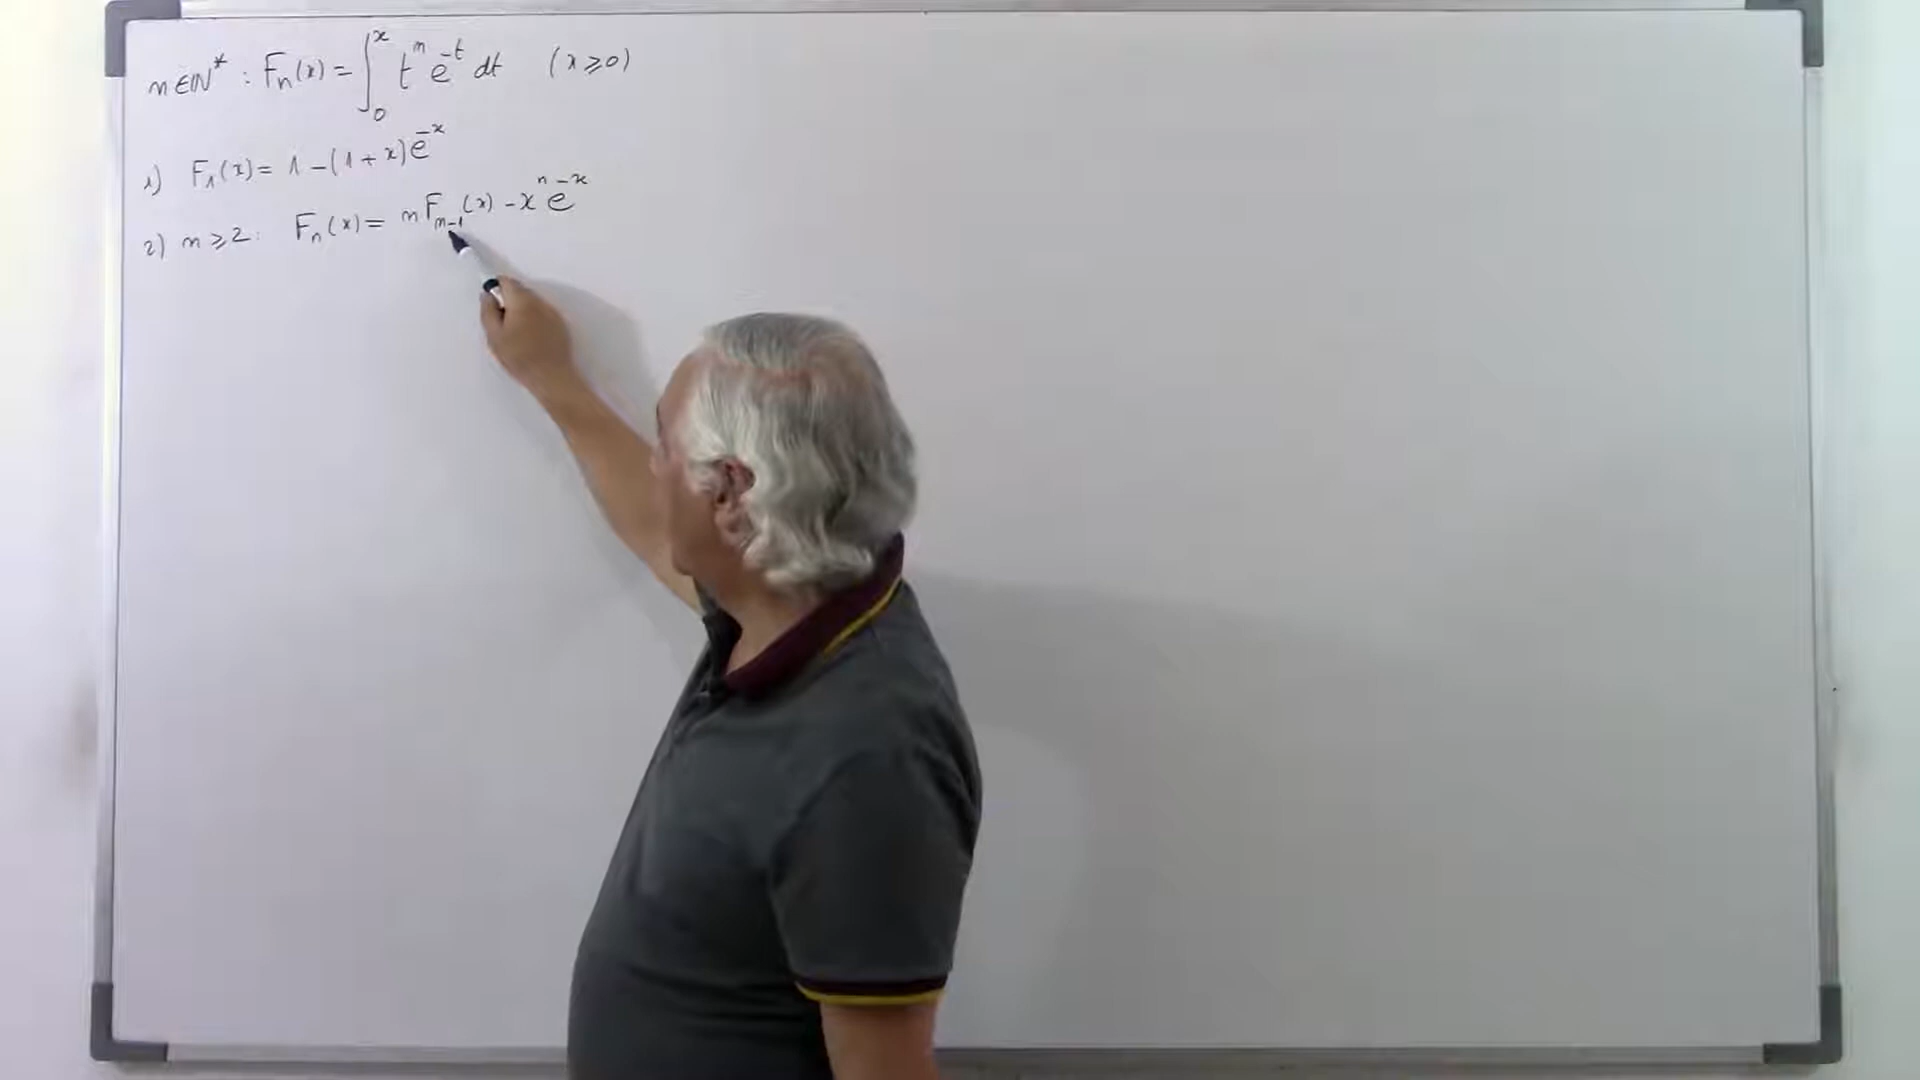 n∈ℕ* : Fₙ(x) = ∫₀ˣ tⁿ e⁻ᵗ dt (x ⩾ 0)
1) F₁(x) = 1 − (1 + x)e⁻ˣ
2) n ⩾ 2 : Fₙ(x) = n Fₙ₋₁(x) − xⁿ e⁻ˣ